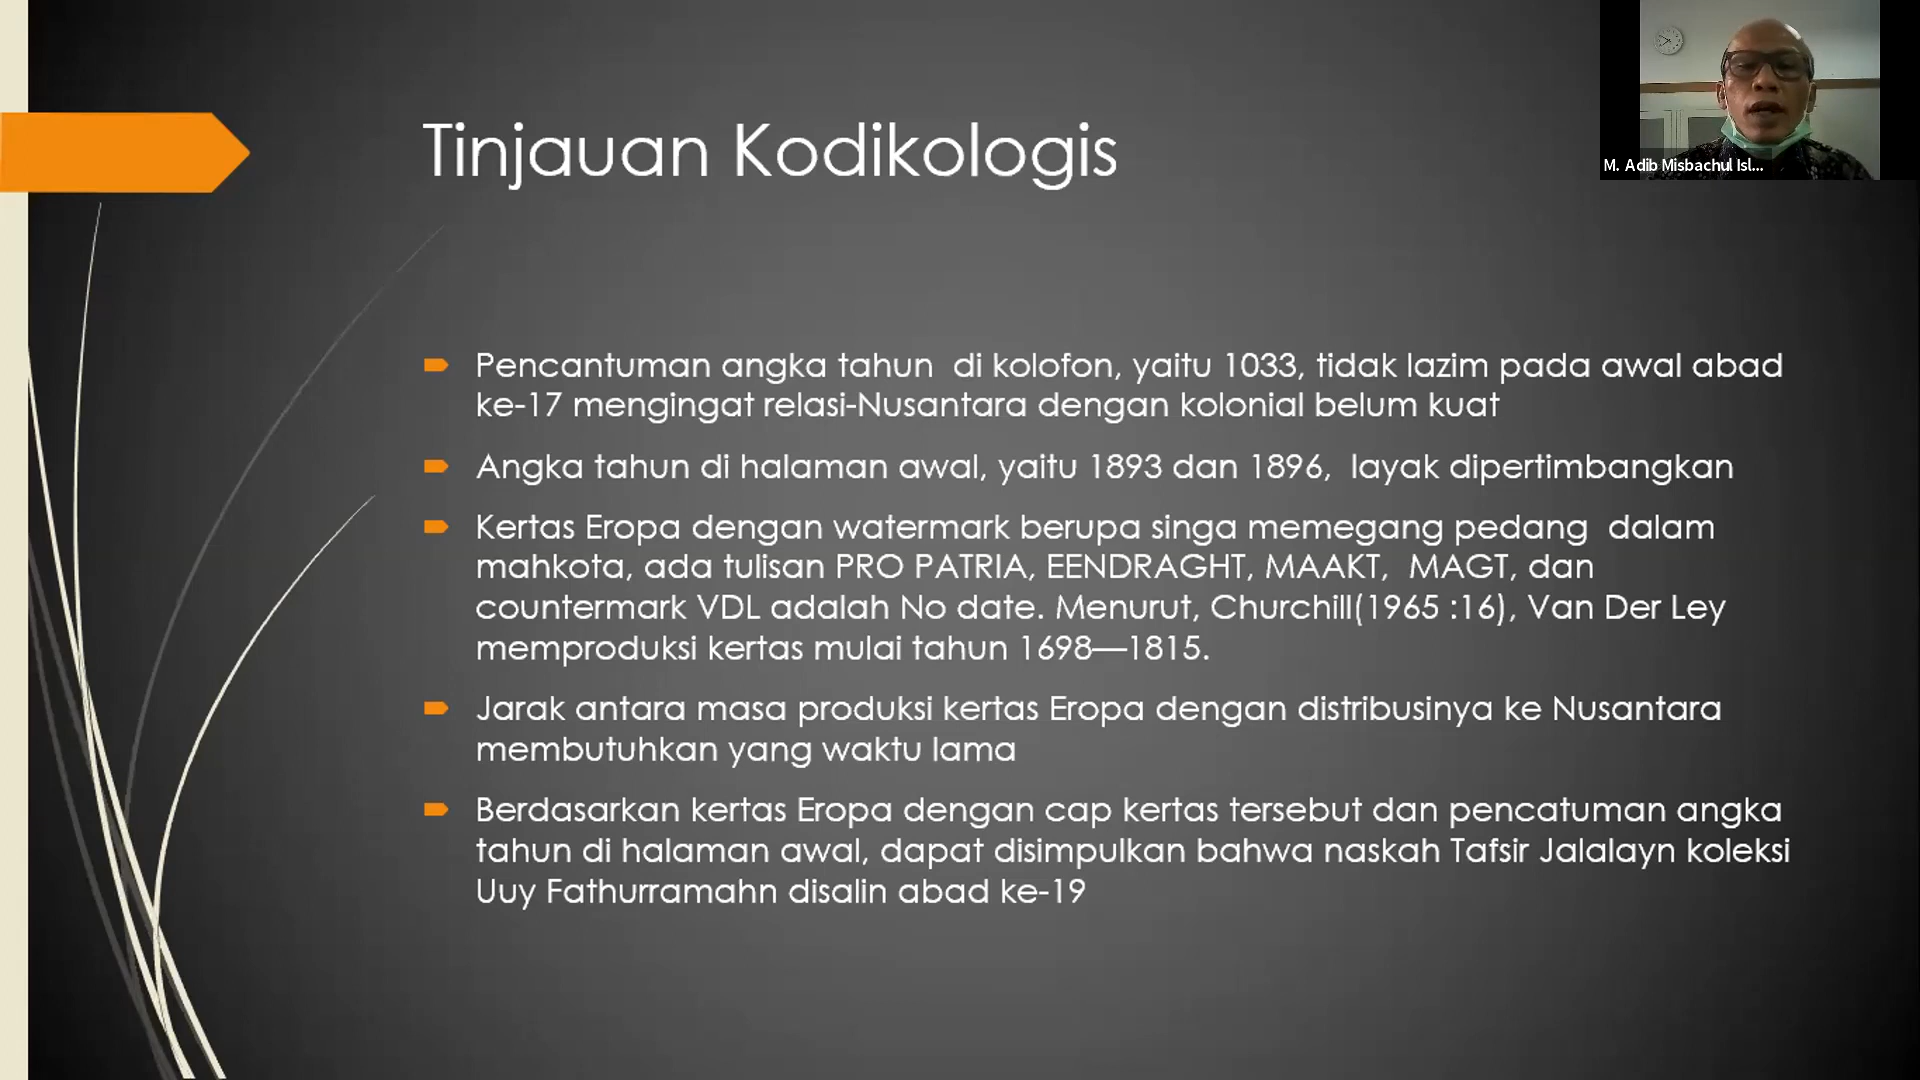 Tinjauan Kodikologis
M. Adib Misbachul Isl...
Pencantuman angka tahun di kolofon, yaitu 1033, tidak lazim pada awal abad
ke-17 mengingat relasi-Nusantara dengan kolonial belum kuat
Angka tahun di halaman awal, yaitu 1893 dan 1896, layak dipertimbangkan
Kertas Eropa dengan watermark berupa singa memegang pedang dalam
mahkota, ada tulisan PRO PATRIA, EENDRAGHT, MAAKT, MAGT, dan
countermark VDL adalah No date. Menurut, Churchill(1965 :16), Van Der Ley
memproduksi kertas mulai tahun 1698—1815.
Jarak antara masa produksi kertas Eropa dengan distribusinya ke Nusantara
membutuhkan yang waktu lama
Berdasarkan kertas Eropa dengan cap kertas tersebut dan pencatuman angka
tahun di halaman awal, dapat disimpulkan bahwa naskah Tafsir Jalalayn koleksi
Uuy Fathurramahn disalin abad ke-19